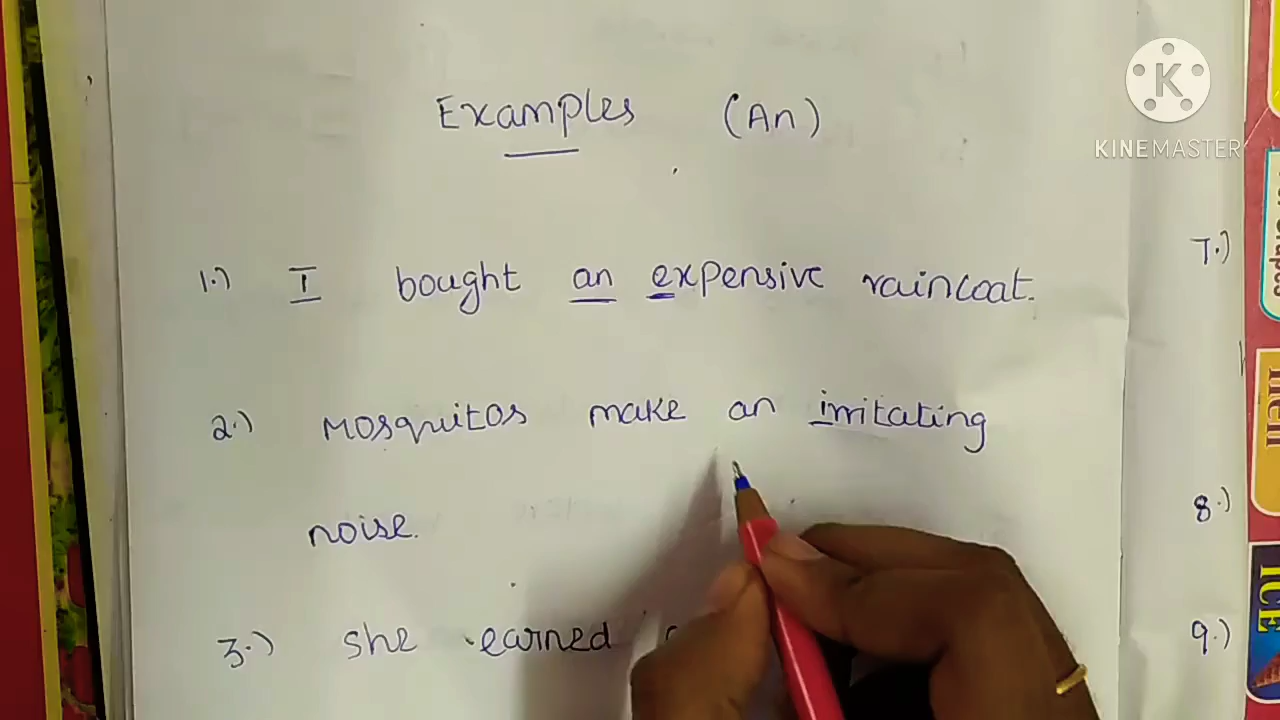 KINEMASTER
Examples (An)
1.) I bought an expensive raincoat.
2.) Mosquitos make an irritating
noise.
3.) she earned
7.)
8.)
9.)
ICE